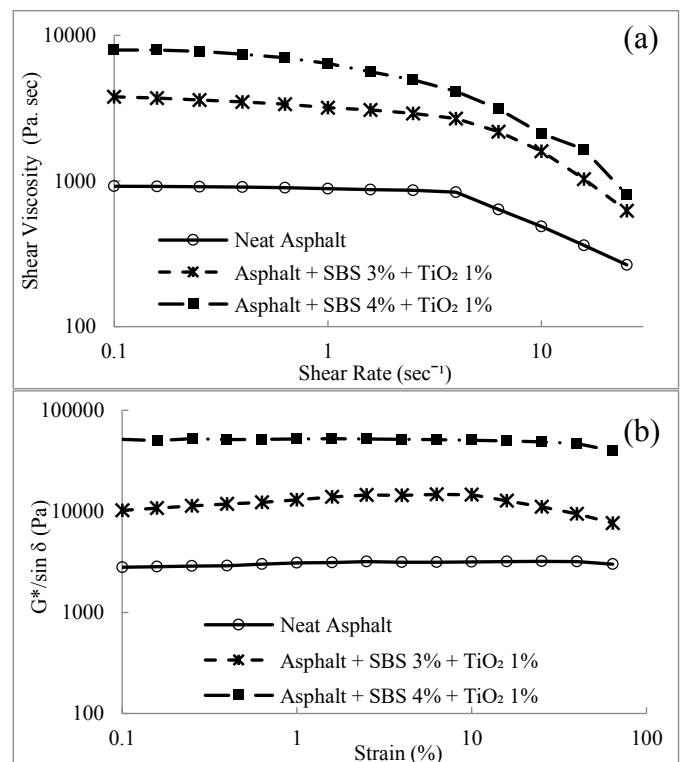 (a)
10000
1000
100
Shear Viscosity (Pa. sec)
Neat Asphalt
Asphalt + SBS 3% + TiO₂ 1%
Asphalt + SBS 4% + TiO₂ 1%
0.1 1 10
Shear Rate (sec⁻¹)
(b)
100000
10000
1000
100
G*/sin δ (Pa)
Neat Asphalt
Asphalt + SBS 3% + TiO₂ 1%
Asphalt + SBS 4% + TiO₂ 1%
0.1 1 10 100
Strain (%)